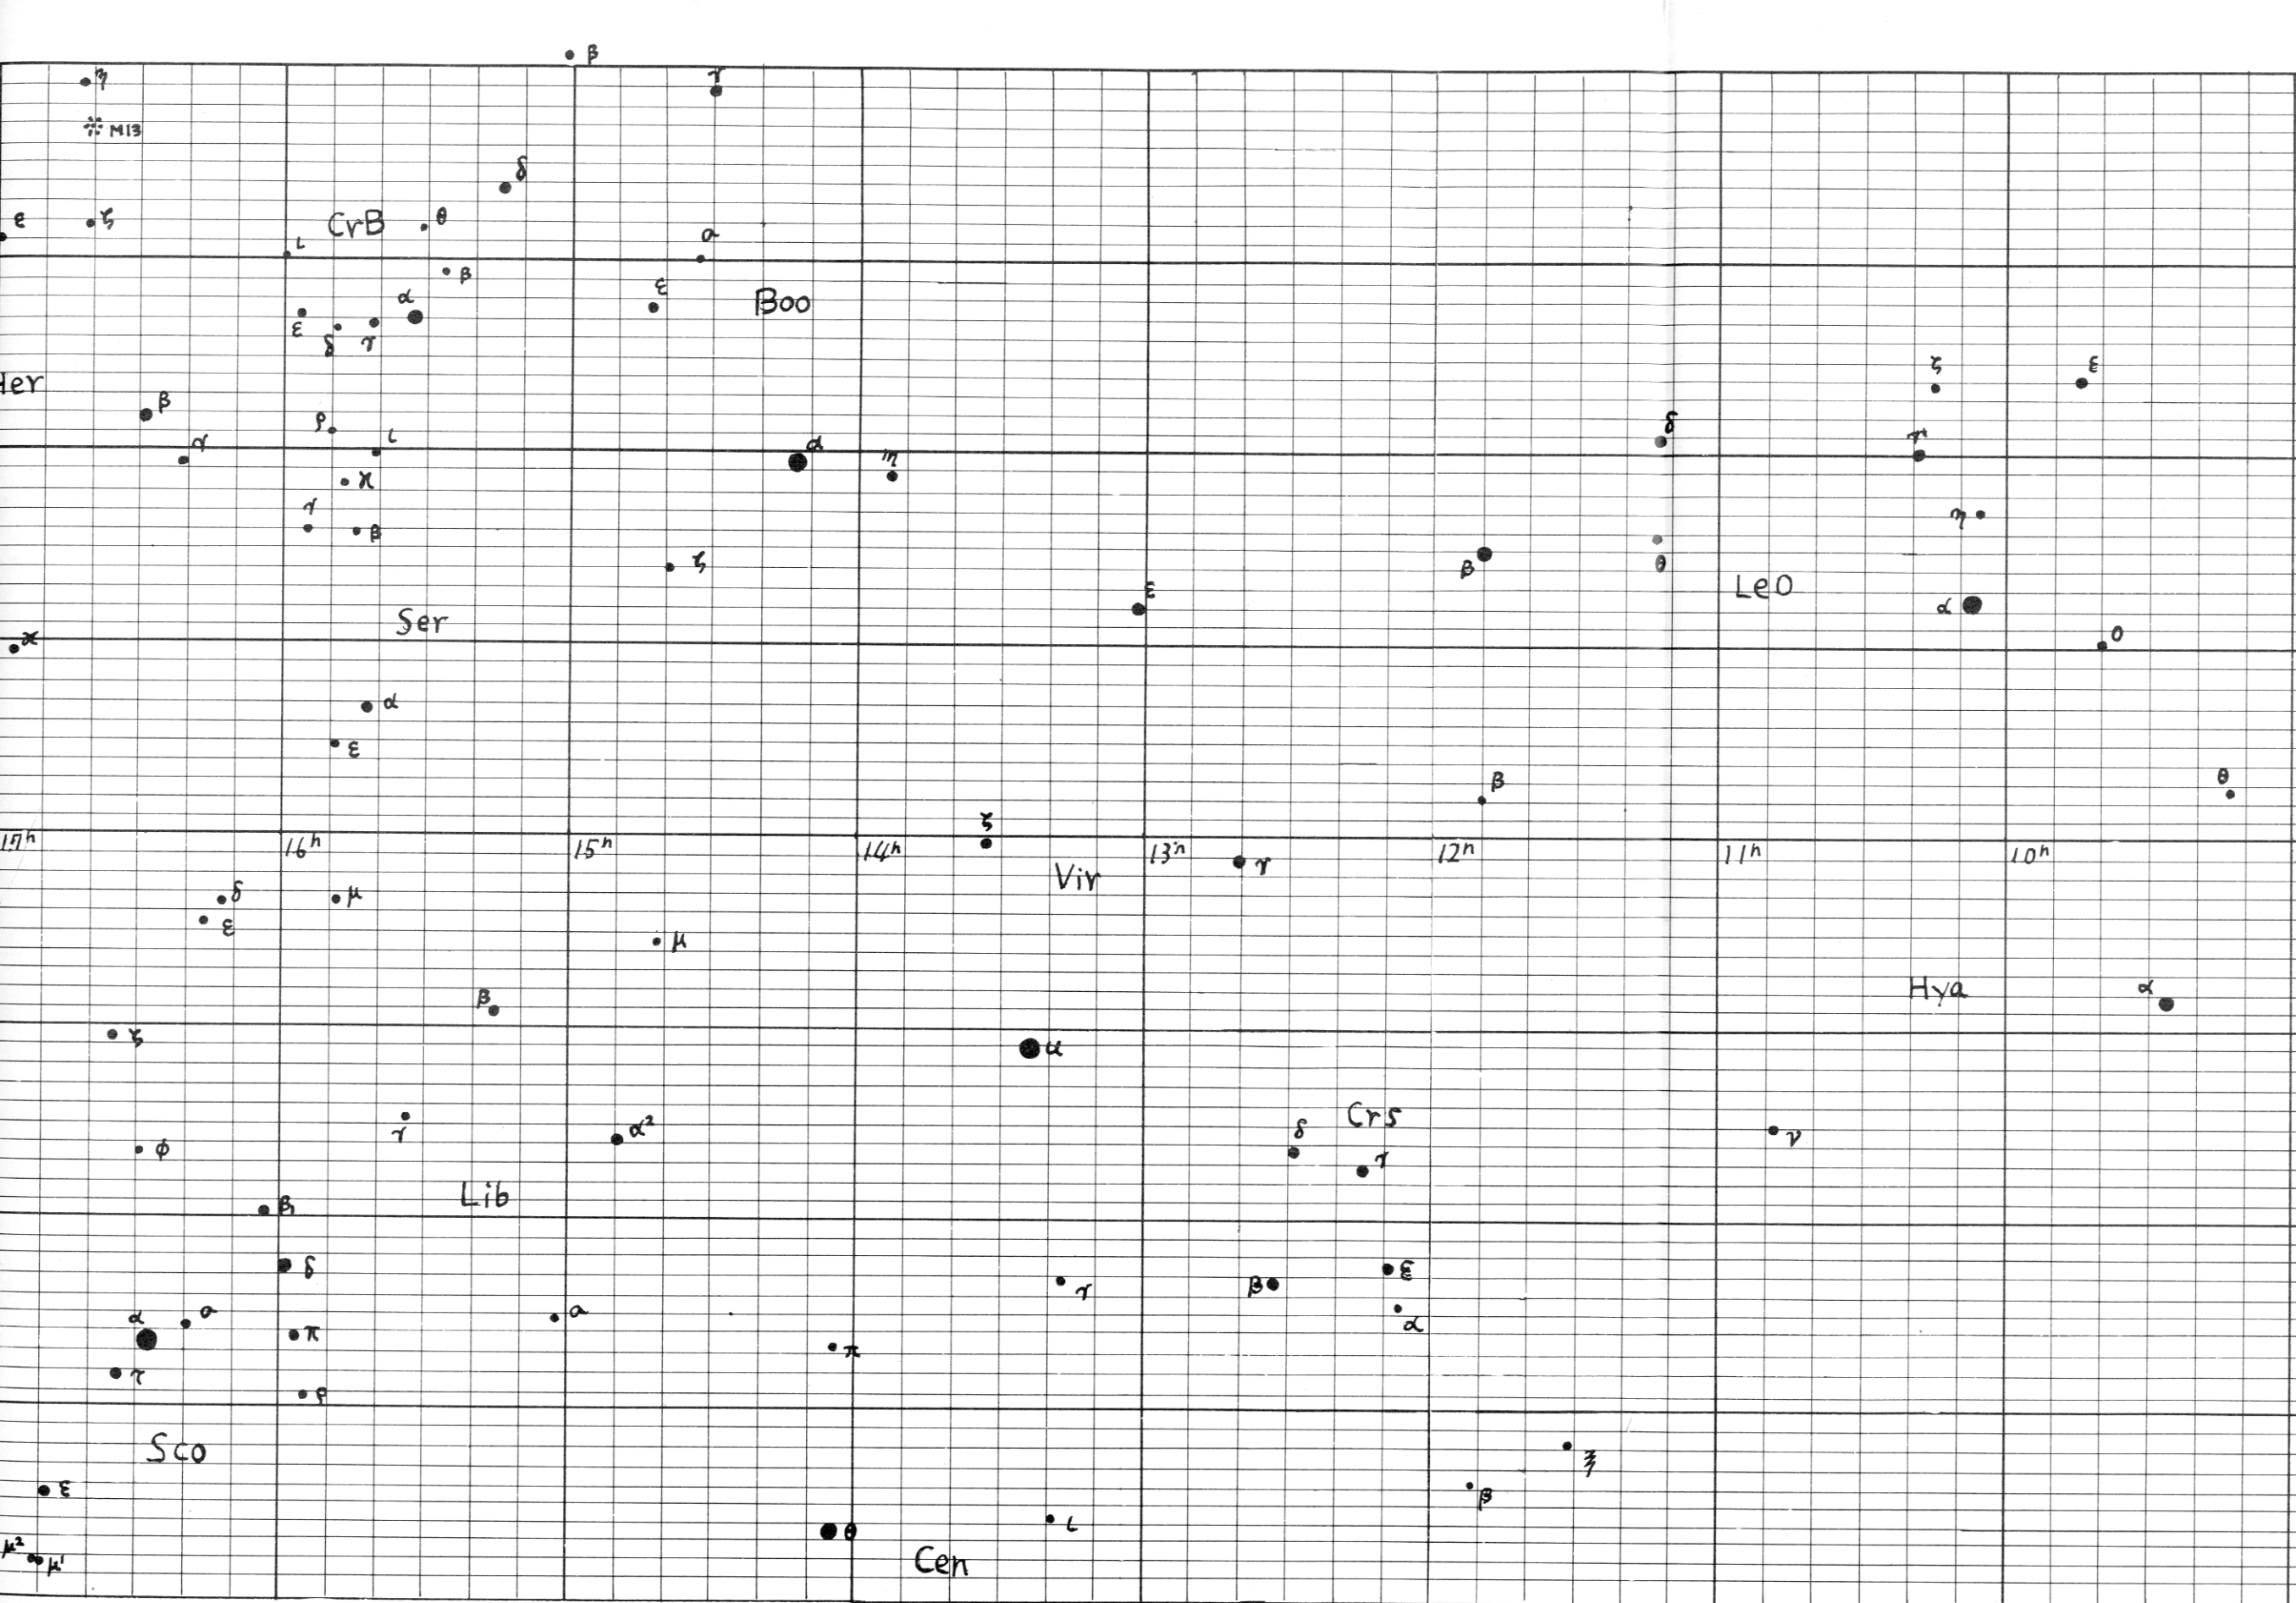 β
η
γ
M13
δ
ε
ζ
CrB
θ
ι
σ
β
ε
Boo
α
ε
δ
γ
ζ
ε
Her
β
γ
ρ
ι
α
η
δ
γ
κ
γ
β
η
ζ
β
θ
ε
Leo
α
κ
Ser
ο
α
ε
β
θ
ζ
17h
16h
15h
14h
13h
12h
11h
10h
γ
Vir
δ
μ
ε
μ
β
Hya
α
ζ
α
Crs
γ
α²
δ
ν
φ
γ
Lib
β₁
δ
ε
γ
β
α
σ
σ
α
π
π
τ
ρ
Sco
ξ
ε
β
θ
ι
μ²
μ¹
Cen